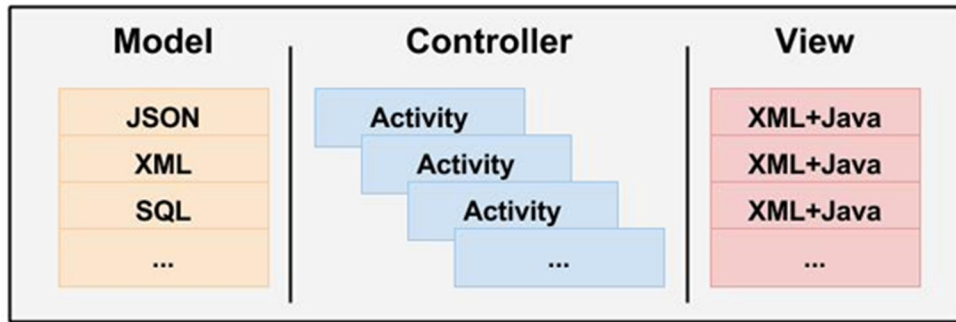 Model
JSON
XML
SQL
...
Controller
Activity
Activity
Activity
...
View
XML+Java
XML+Java
XML+Java
...